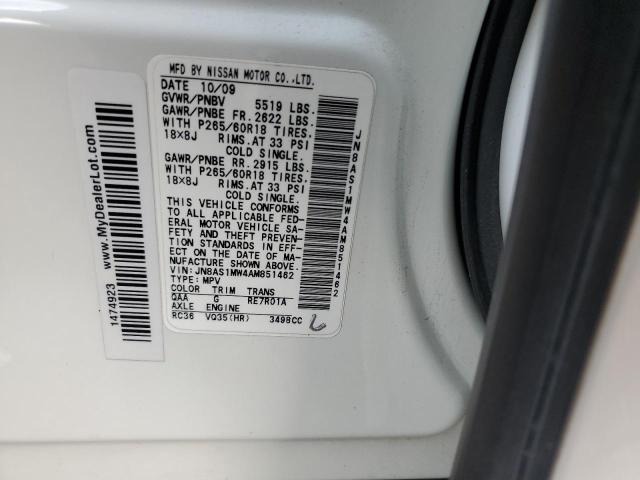 MFD BY NISSAN MOTOR CO.,LTD.
DATE 10/09
GVWR/PNBV 5519 LBS.
GAWR/PNBE FR. 2622 LBS.
WITH P265/60R18 TIRES.
18X8J RIMS.AT 33 PSI
COLD SINGLE.
GAWR/PNBE RR. 2915 LBS.
WITH P265/60R18 TIRES.
18X8J RIMS.AT 33 PSI
COLD SINGLE.
THIS VEHICLE CONFORMS
TO ALL APPLICABLE FED-
ERAL MOTOR VEHICLE SA-
FETY AND THEFT PREVEN-
TION STANDARDS IN EFF-
ECT ON THE DATE OF MA-
NUFACTURE SHOWN ABOVE.
VIN:JN8AS1MW4AM851462
TYPE: MPV
COLOR TRIM TRANS
QAA G RE7R01A
AXLE ENGINE
RC36 VQ35(HR) 3498CC
6
JN8AS1MW4AM851462
www.MyDealerLot.com
1474923